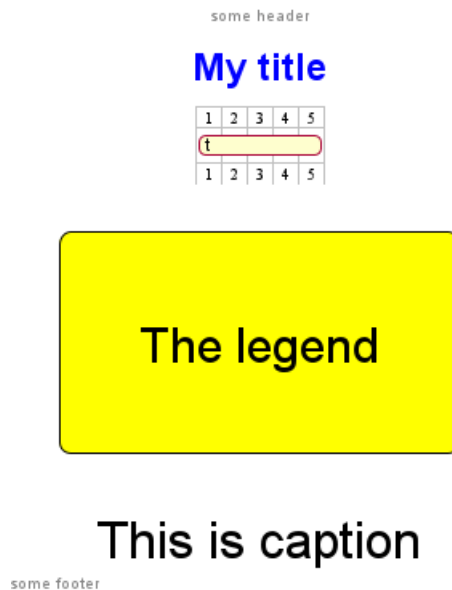 some header
My title
1 2 3 4 5
t
1 2 3 4 5
The legend
This is caption
some footer